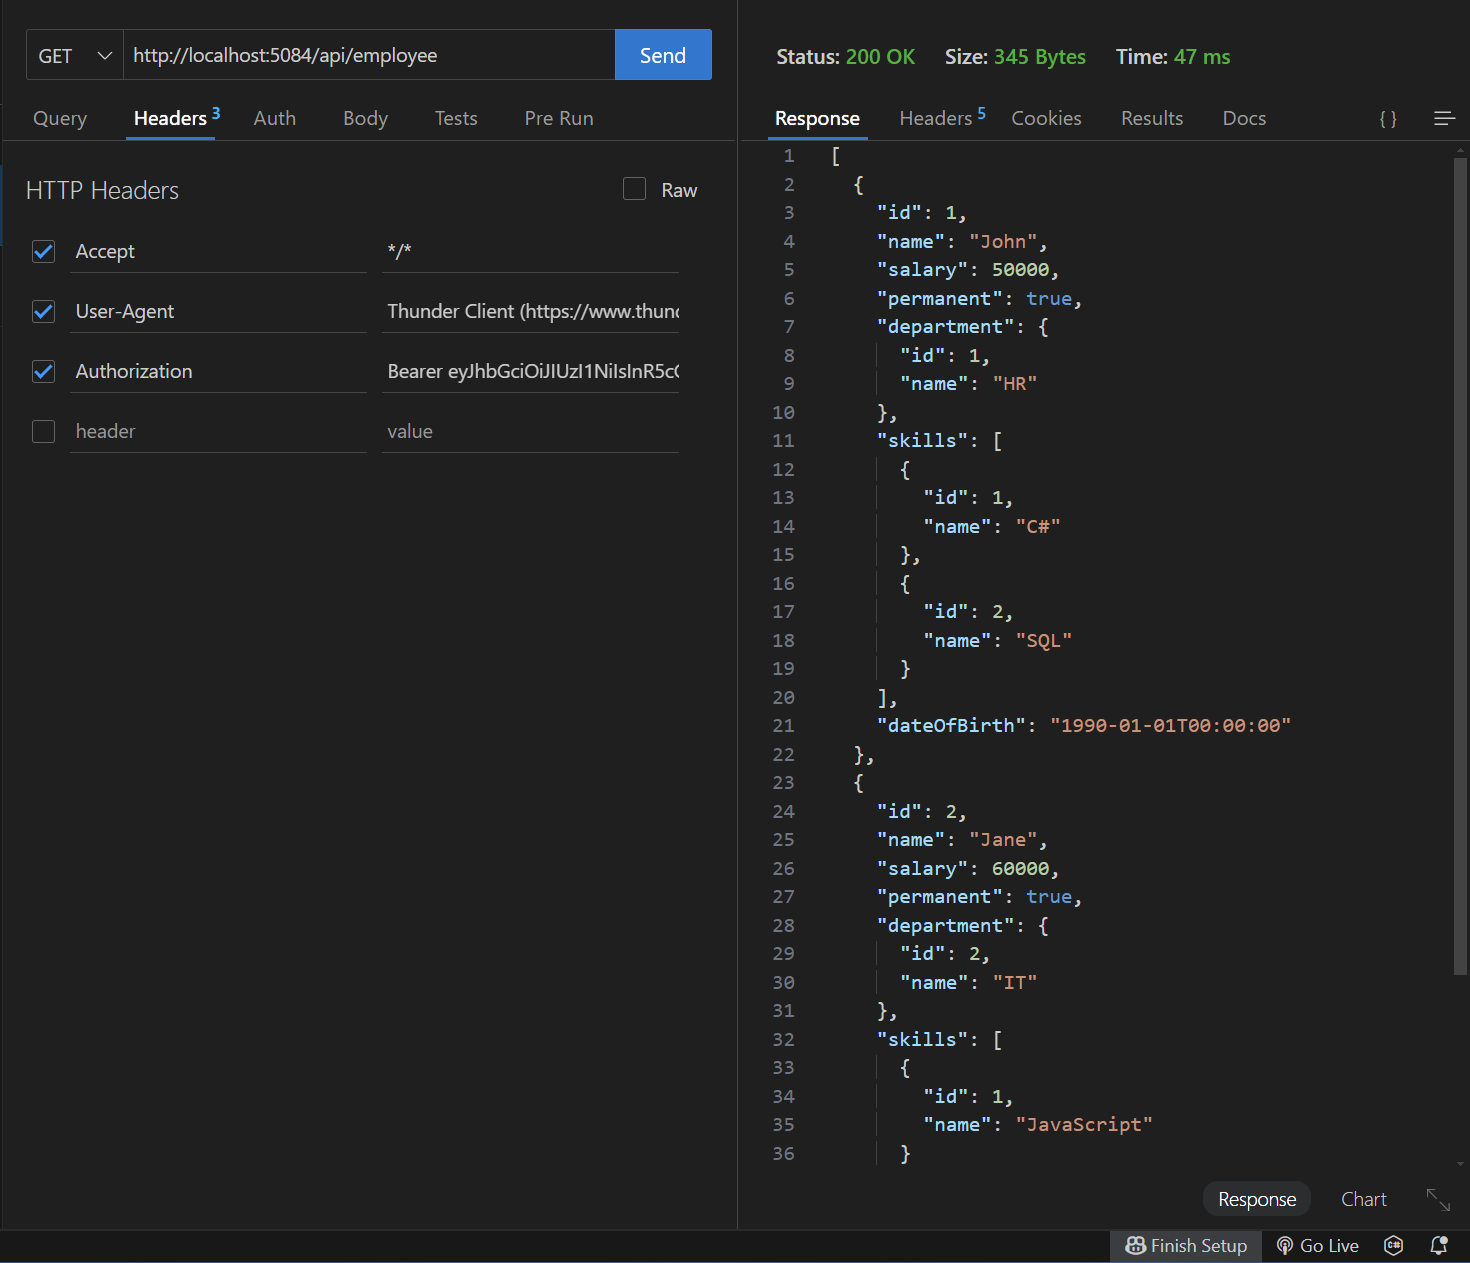 GET http://localhost:5084/api/employee Send
Query Headers 3 Auth Body Tests Pre Run
HTTP Headers Raw
Accept */*
User-Agent Thunder Client (https://www.thund
Authorization Bearer eyJhbGciOiJIUzI1NiIsInR5cC
header value
Status: 200 OK Size: 345 Bytes Time: 47 ms
Response Headers 5 Cookies Results Docs { }
1 [
2 {
3 "id": 1,
4 "name": "John",
5 "salary": 50000,
6 "permanent": true,
7 "department": {
8 "id": 1,
9 "name": "HR"
10 },
11 "skills": [
12 {
13 "id": 1,
14 "name": "C#"
15 },
16 {
17 "id": 2,
18 "name": "SQL"
19 }
20 ],
21 "dateOfBirth": "1990-01-01T00:00:00"
22 },
23 {
24 "id": 2,
25 "name": "Jane",
26 "salary": 60000,
27 "permanent": true,
28 "department": {
29 "id": 2,
30 "name": "IT"
31 },
32 "skills": [
33 {
34 "id": 1,
35 "name": "JavaScript"
36 }
Response Chart
Finish Setup Go Live